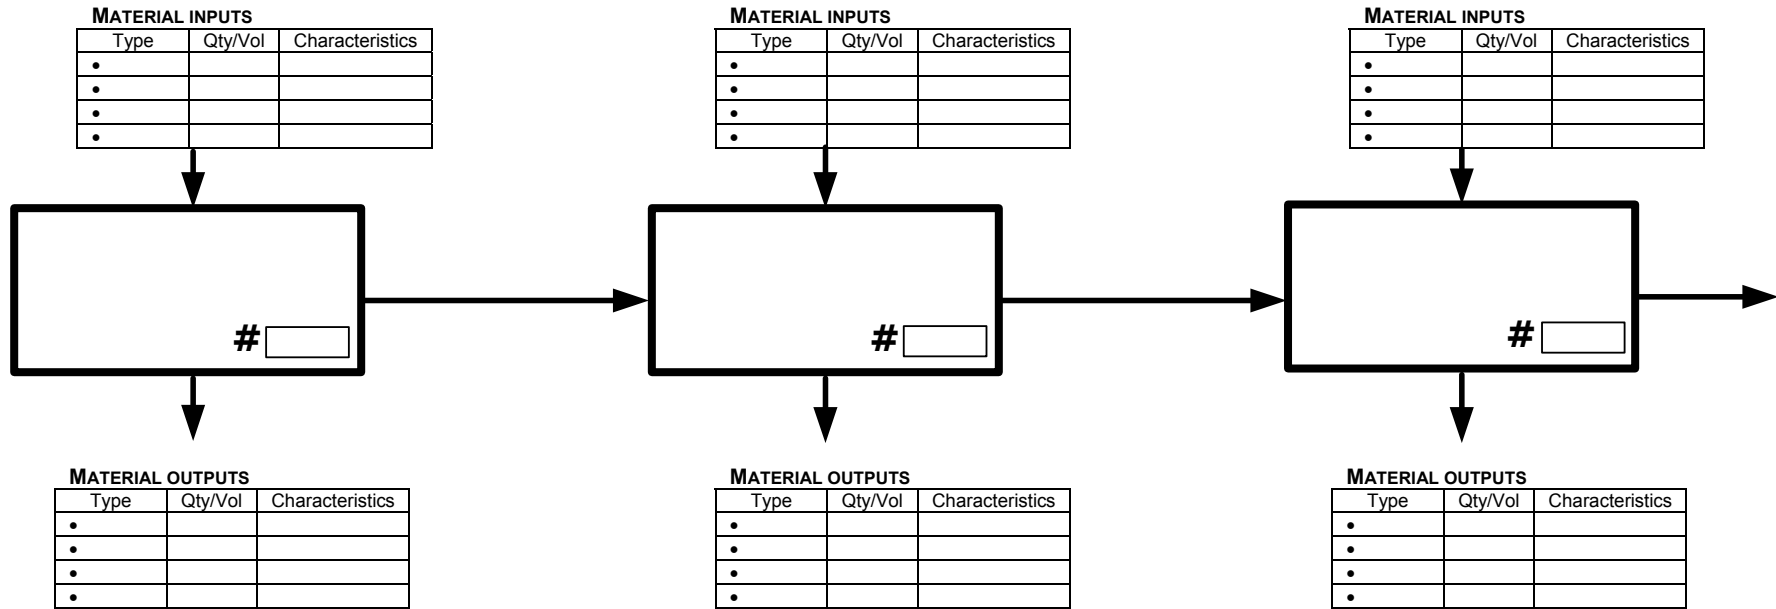 MATERIAL INPUTS MATERIAL INPUTS MATERIAL INPUTS
Type Qty/Vol Characteristics Type Qty/Vol Characteristics Type Qty/Vol Characteristics
• • •
• • •
• • •
• • •
# # #
MATERIAL OUTPUTS MATERIAL OUTPUTS MATERIAL OUTPUTS
Type Qty/Vol Characteristics Type Qty/Vol Characteristics Type Qty/Vol Characteristics
• • •
• • •
• • •
• • •